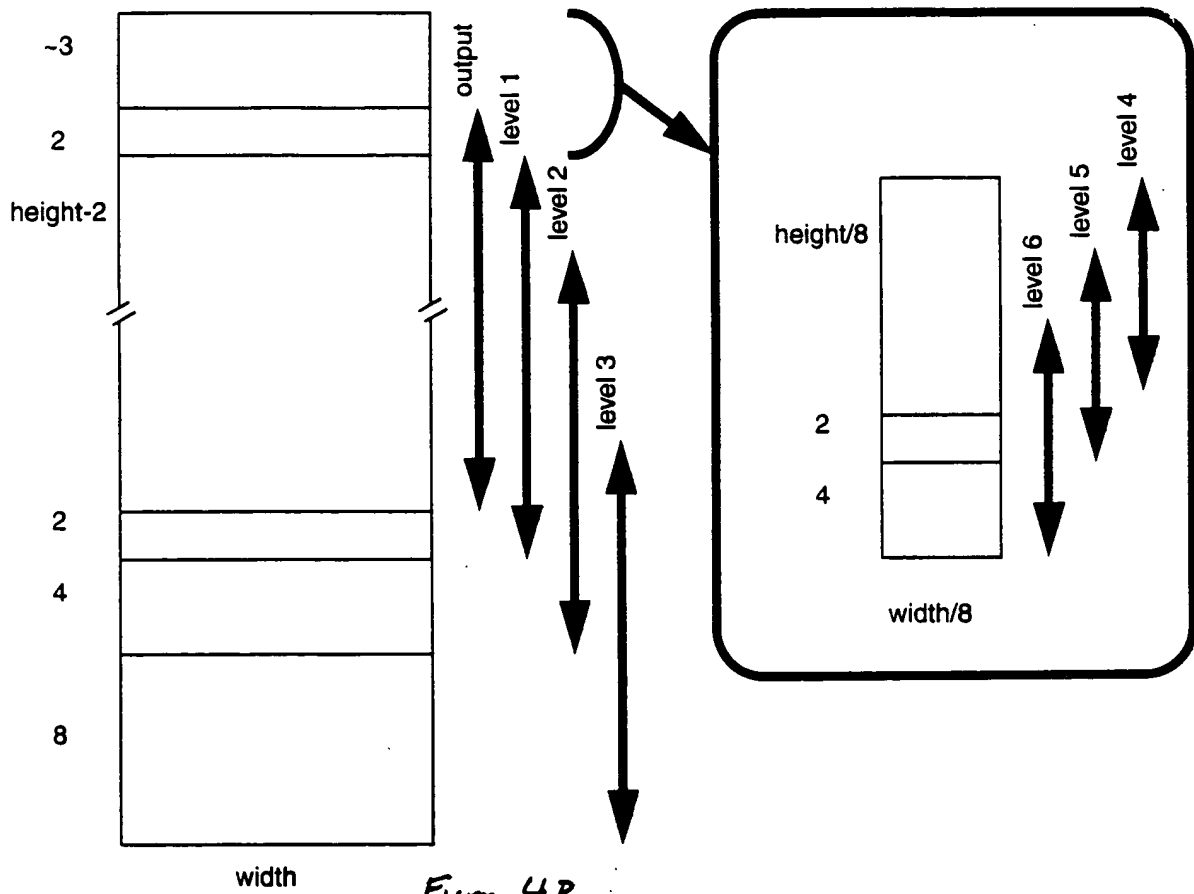 ~3
2
height-2
2
4
8
width
output
level 1
level 2
level 3
height/8
2
4
width/8
level 6
level 5
level 4
Figure 4B